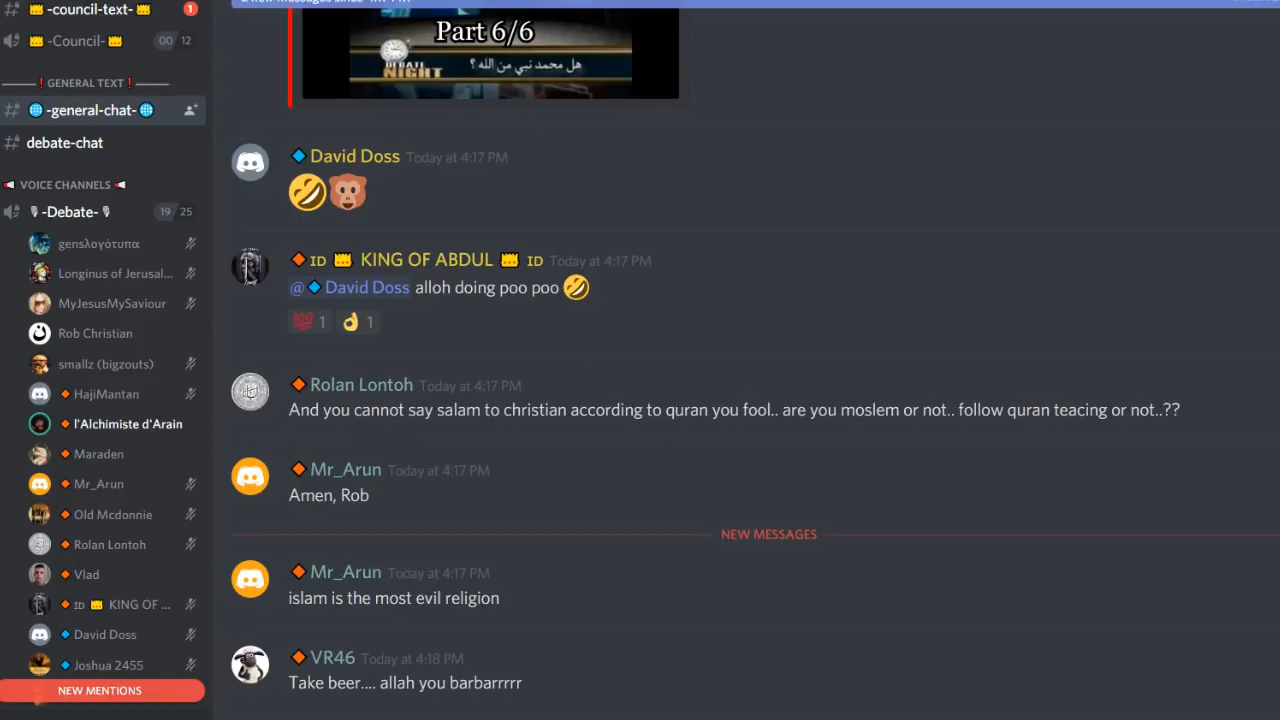 -council-text-
1
-Council-
00 12
GENERAL TEXT
-general-chat-
debate-chat
VOICE CHANNELS
-Debate-
19 25
gensλογότυπα
Longinus of Jerusal...
MyJesusMySaviour
Rob Christian
smallz (bigzouts)
HajiMantan
l'Alchimiste d'Arain
Maraden
Mr_Arun
Old Mcdonnie
Rolan Lontoh
Vlad
ID KING OF ...
David Doss
Joshua 2455
NEW MENTIONS
Part 6/6
DEBATE
NIGHT
هل محمد نبي من الله ؟
David Doss Today at 4:17 PM
ID KING OF ABDUL ID Today at 4:17 PM
@ David Doss alloh doing poo poo 🤣
💯 1 👌 1
Rolan Lontoh Today at 4:17 PM
And you cannot say salam to christian according to quran you fool.. are you moslem or not.. follow quran teacing or not..??
Mr_Arun Today at 4:17 PM
Amen, Rob
NEW MESSAGES
Mr_Arun Today at 4:17 PM
islam is the most evil religion
VR46 Today at 4:18 PM
Take beer.... allah you barbarrrrr